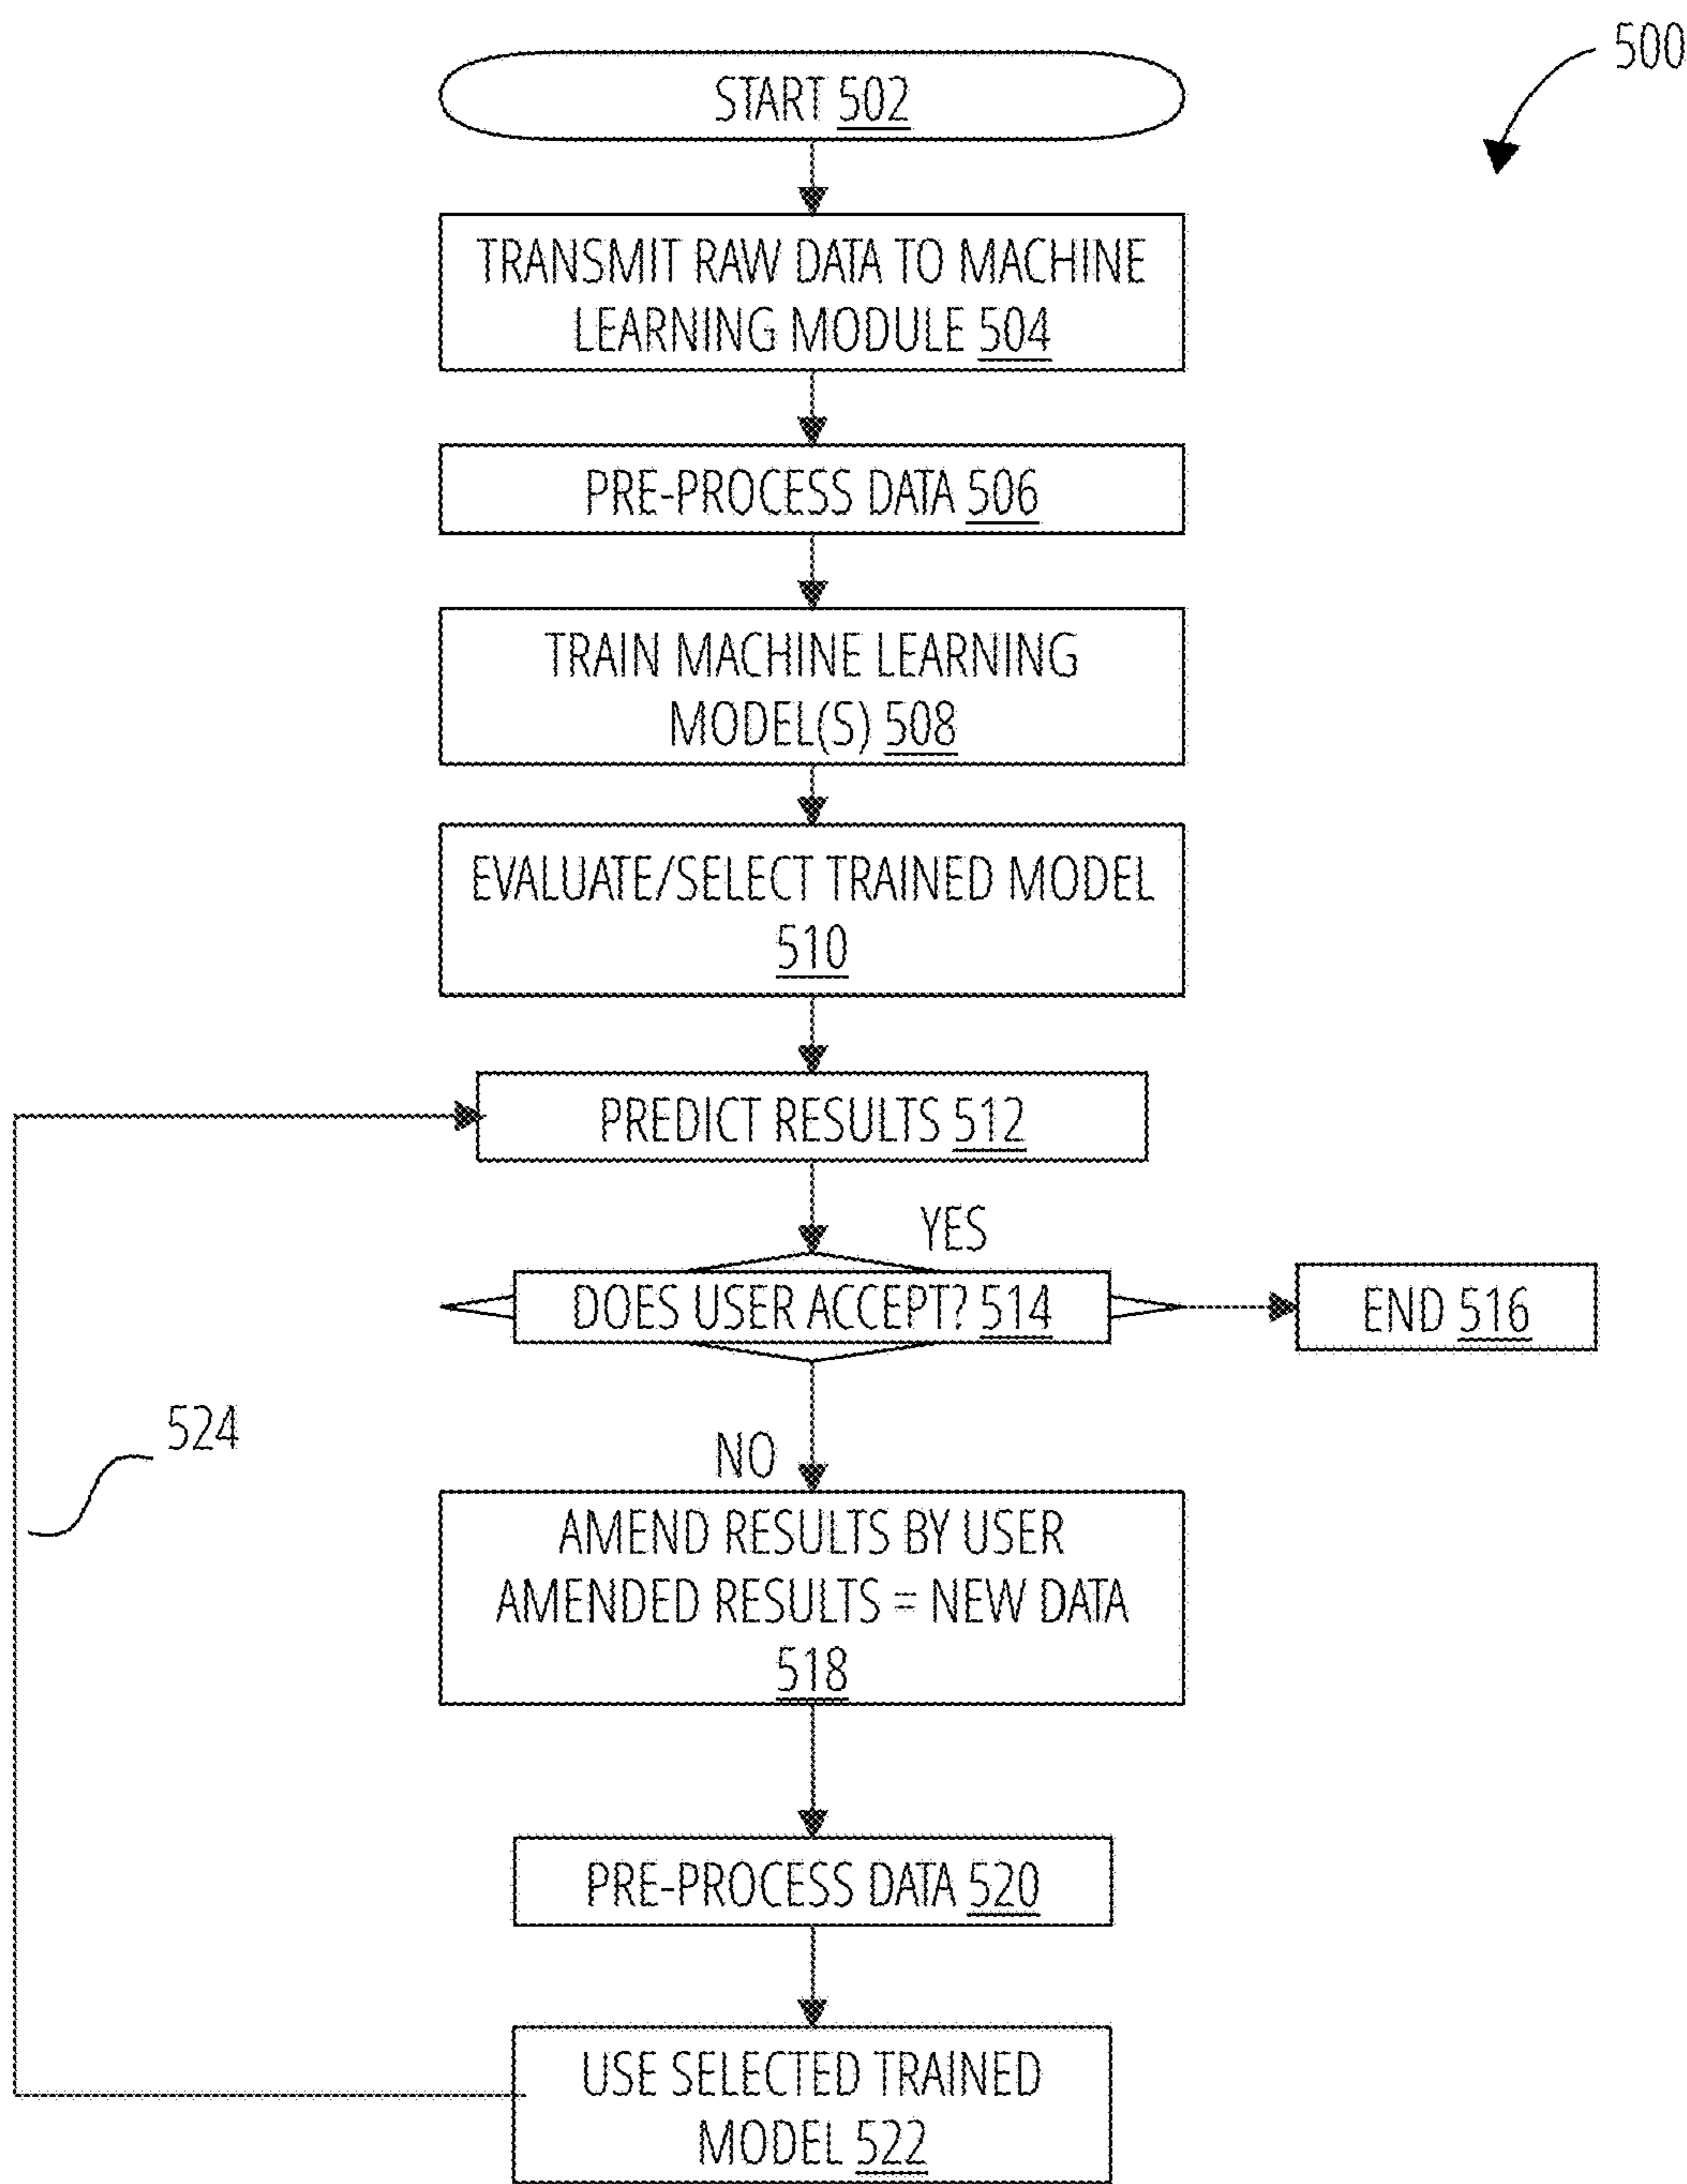 500
START 502
TRANSMIT RAW DATA TO MACHINE
LEARNING MODULE 504
PRE-PROCESS DATA 506
TRAIN MACHINE LEARNING
MODEL(S) 508
EVALUATE/SELECT TRAINED MODEL
510
PREDICT RESULTS 512
YES
DOES USER ACCEPT? 514
END 516
524
NO
AMEND RESULTS BY USER
AMENDED RESULTS = NEW DATA
518
PRE-PROCESS DATA 520
USE SELECTED TRAINED
MODEL 522